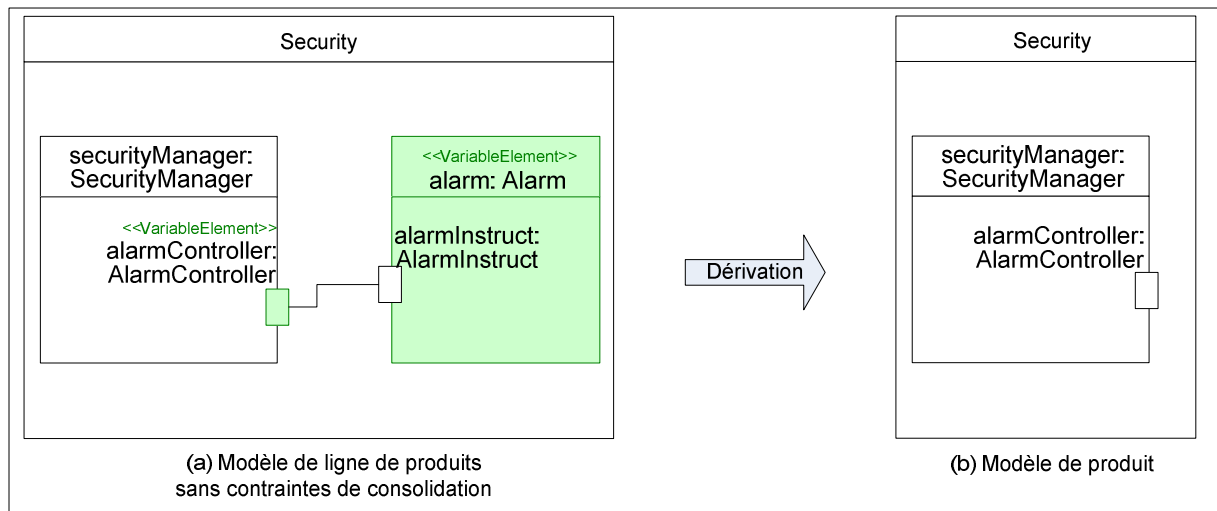 Security
securityManager:
SecurityManager
<<VariableElement>>
alarmController:
AlarmController
<<VariableElement>>
alarm: Alarm
alarmInstruct:
AlarmInstruct
(a) Modèle de ligne de produits
sans contraintes de consolidation
Dérivation
Security
securityManager:
SecurityManager
alarmController:
AlarmController
(b) Modèle de produit